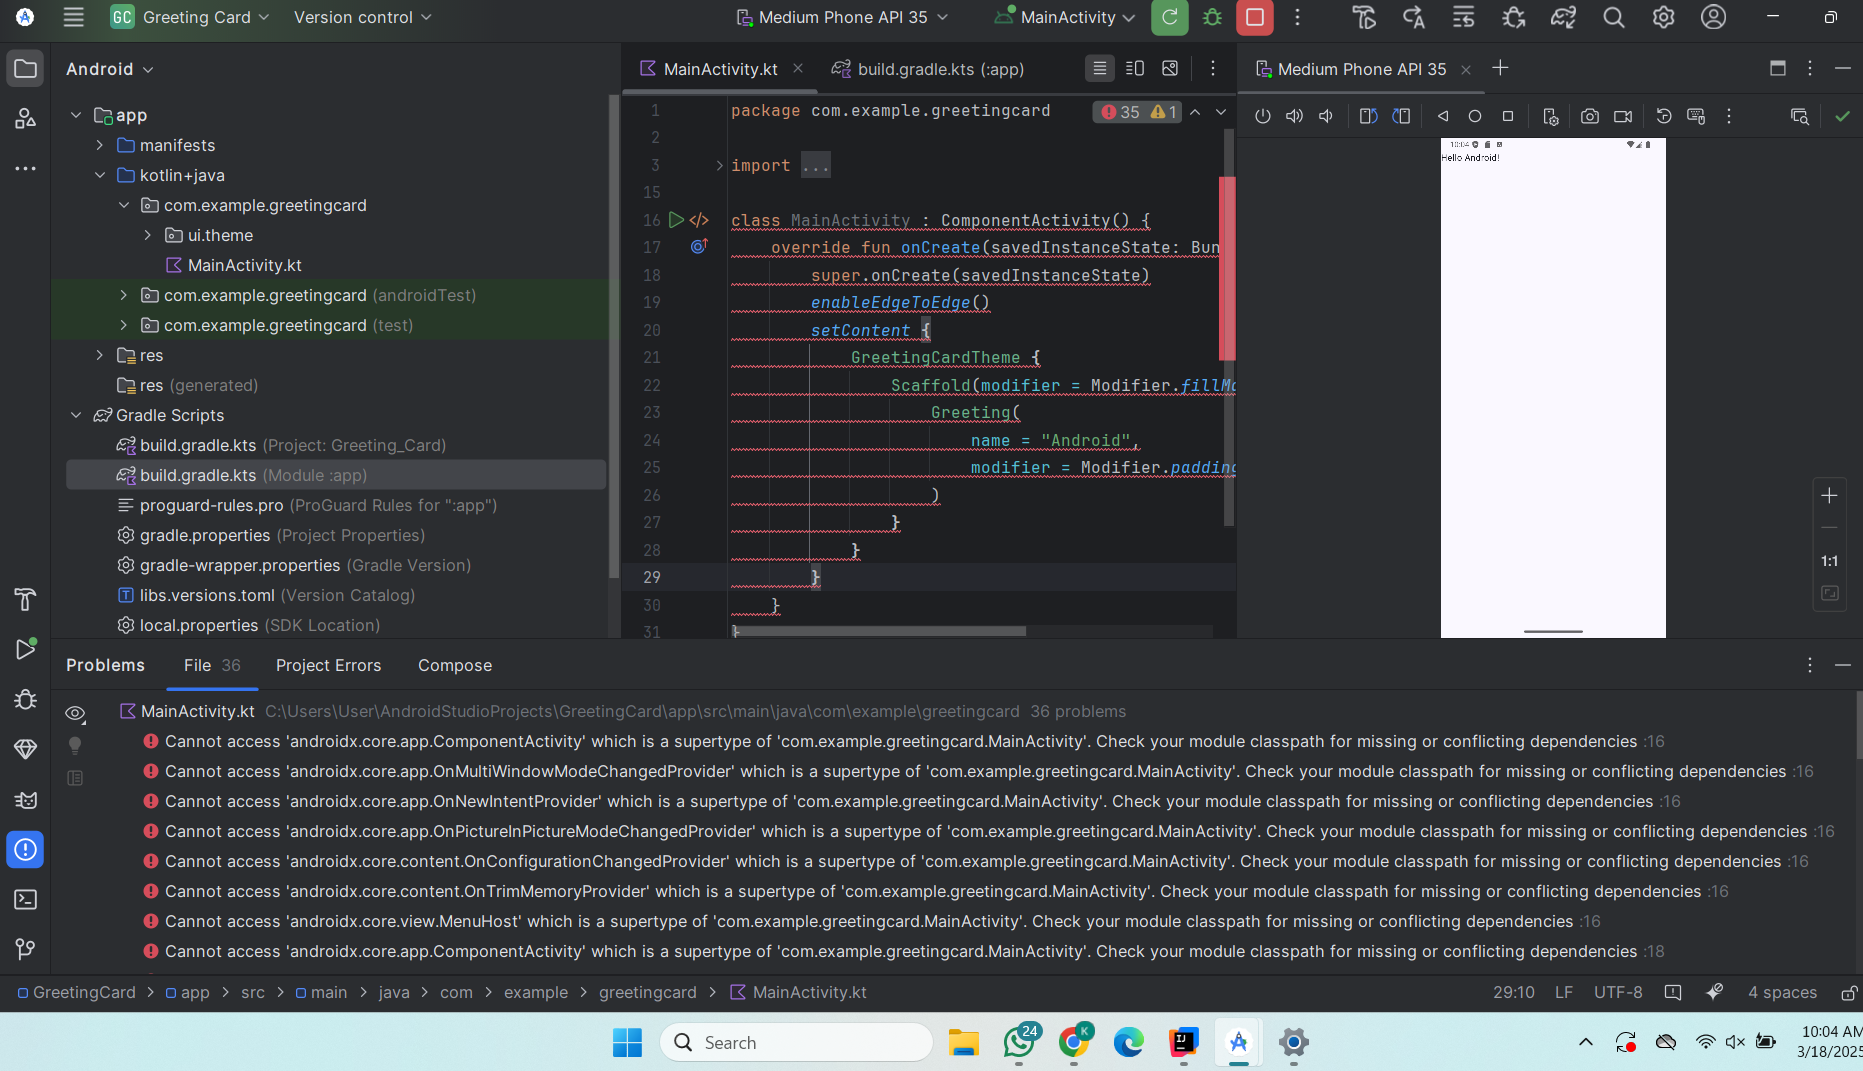 GC Greeting Card Version control Medium Phone API 35 MainActivity
Android
app
manifests
kotlin+java
com.example.greetingcard
ui.theme
MainActivity.kt
com.example.greetingcard (androidTest)
com.example.greetingcard (test)
res
res (generated)
Gradle Scripts
build.gradle.kts (Project: Greeting_Card)
build.gradle.kts (Module :app)
proguard-rules.pro (ProGuard Rules for ":app")
gradle.properties (Project Properties)
gradle-wrapper.properties (Gradle Version)
libs.versions.toml (Version Catalog)
local.properties (SDK Location)
MainActivity.kt build.gradle.kts (:app)
35 1
1 package com.example.greetingcard
2
3 import ...
15
16 class MainActivity : ComponentActivity() {
17 override fun onCreate(savedInstanceState: Bun
18 super.onCreate(savedInstanceState)
19 enableEdgeToEdge()
20 setContent {
21 GreetingCardTheme {
22 Scaffold(modifier = Modifier.fillMa
23 Greeting(
24 name = "Android",
25 modifier = Modifier.padding
26 )
27 }
28 }
29 }
30 }
31 }
Medium Phone API 35
10:04
Hello Android!
1:1
Problems File 36 Project Errors Compose
MainActivity.kt C:\Users\User\AndroidStudioProjects\GreetingCard\app\src\main\java\com\example\greetingcard 36 problems
Cannot access 'androidx.core.app.ComponentActivity' which is a supertype of 'com.example.greetingcard.MainActivity'. Check your module classpath for missing or conflicting dependencies :16
Cannot access 'androidx.core.app.OnMultiWindowModeChangedProvider' which is a supertype of 'com.example.greetingcard.MainActivity'. Check your module classpath for missing or conflicting dependencies :16
Cannot access 'androidx.core.app.OnNewIntentProvider' which is a supertype of 'com.example.greetingcard.MainActivity'. Check your module classpath for missing or conflicting dependencies :16
Cannot access 'androidx.core.app.OnPictureInPictureModeChangedProvider' which is a supertype of 'com.example.greetingcard.MainActivity'. Check your module classpath for missing or conflicting dependencies :16
Cannot access 'androidx.core.content.OnConfigurationChangedProvider' which is a supertype of 'com.example.greetingcard.MainActivity'. Check your module classpath for missing or conflicting dependencies :16
Cannot access 'androidx.core.content.OnTrimMemoryProvider' which is a supertype of 'com.example.greetingcard.MainActivity'. Check your module classpath for missing or conflicting dependencies :16
Cannot access 'androidx.core.view.MenuHost' which is a supertype of 'com.example.greetingcard.MainActivity'. Check your module classpath for missing or conflicting dependencies :16
Cannot access 'androidx.core.app.ComponentActivity' which is a supertype of 'com.example.greetingcard.MainActivity'. Check your module classpath for missing or conflicting dependencies :18
GreetingCard > app > src > main > java > com > example > greetingcard > MainActivity.kt 29:10 LF UTF-8 4 spaces
Search 24 K IJ 10:04 AM
3/18/2025